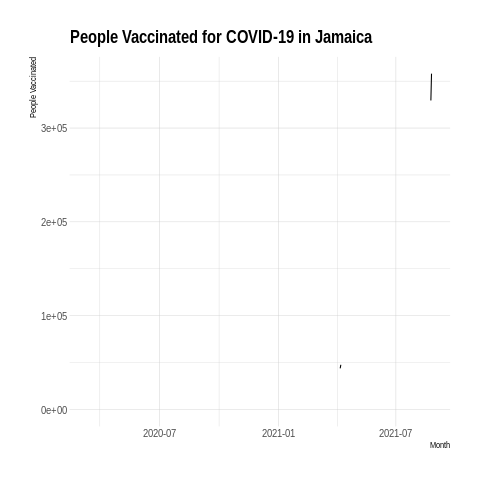 People Vaccinated for COVID-19 in Jamaica
People Vaccinated
3e+05
2e+05
1e+05
0e+00
2020-07
2021-01
2021-07
Month